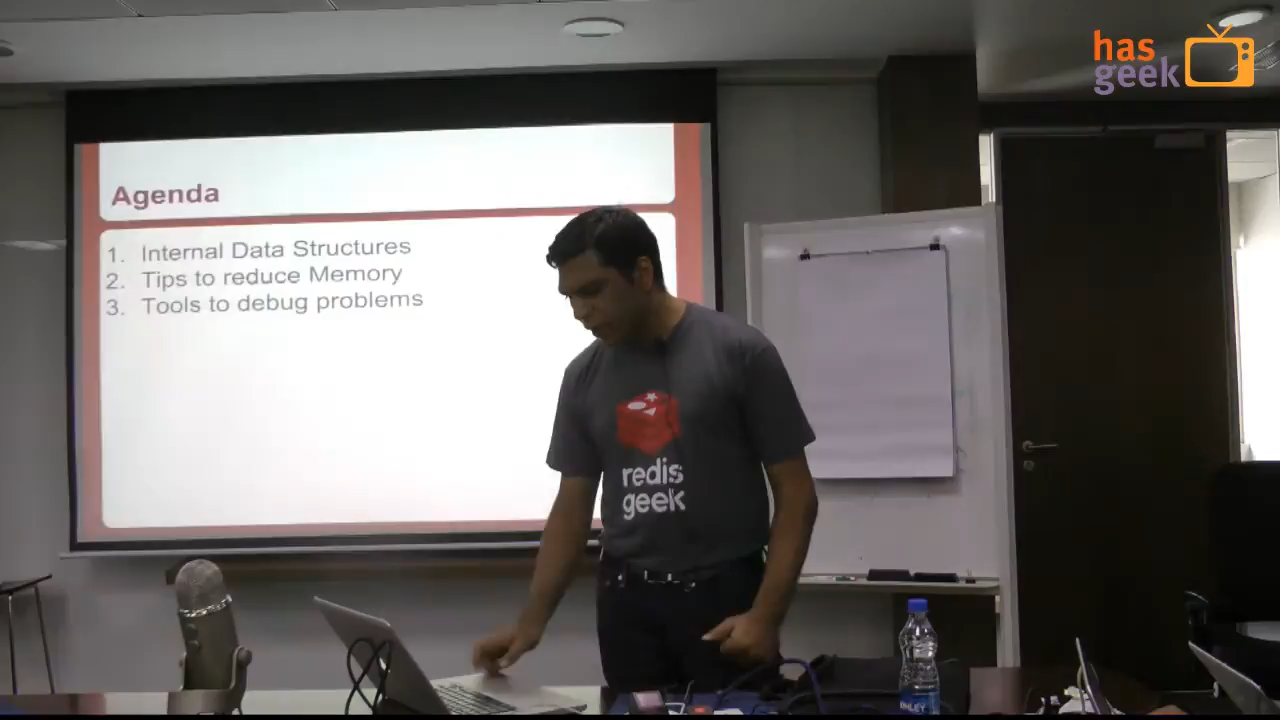 has
geek
Agenda
1. Internal Data Structures
2. Tips to reduce Memory
3. Tools to debug problems
redis
geek